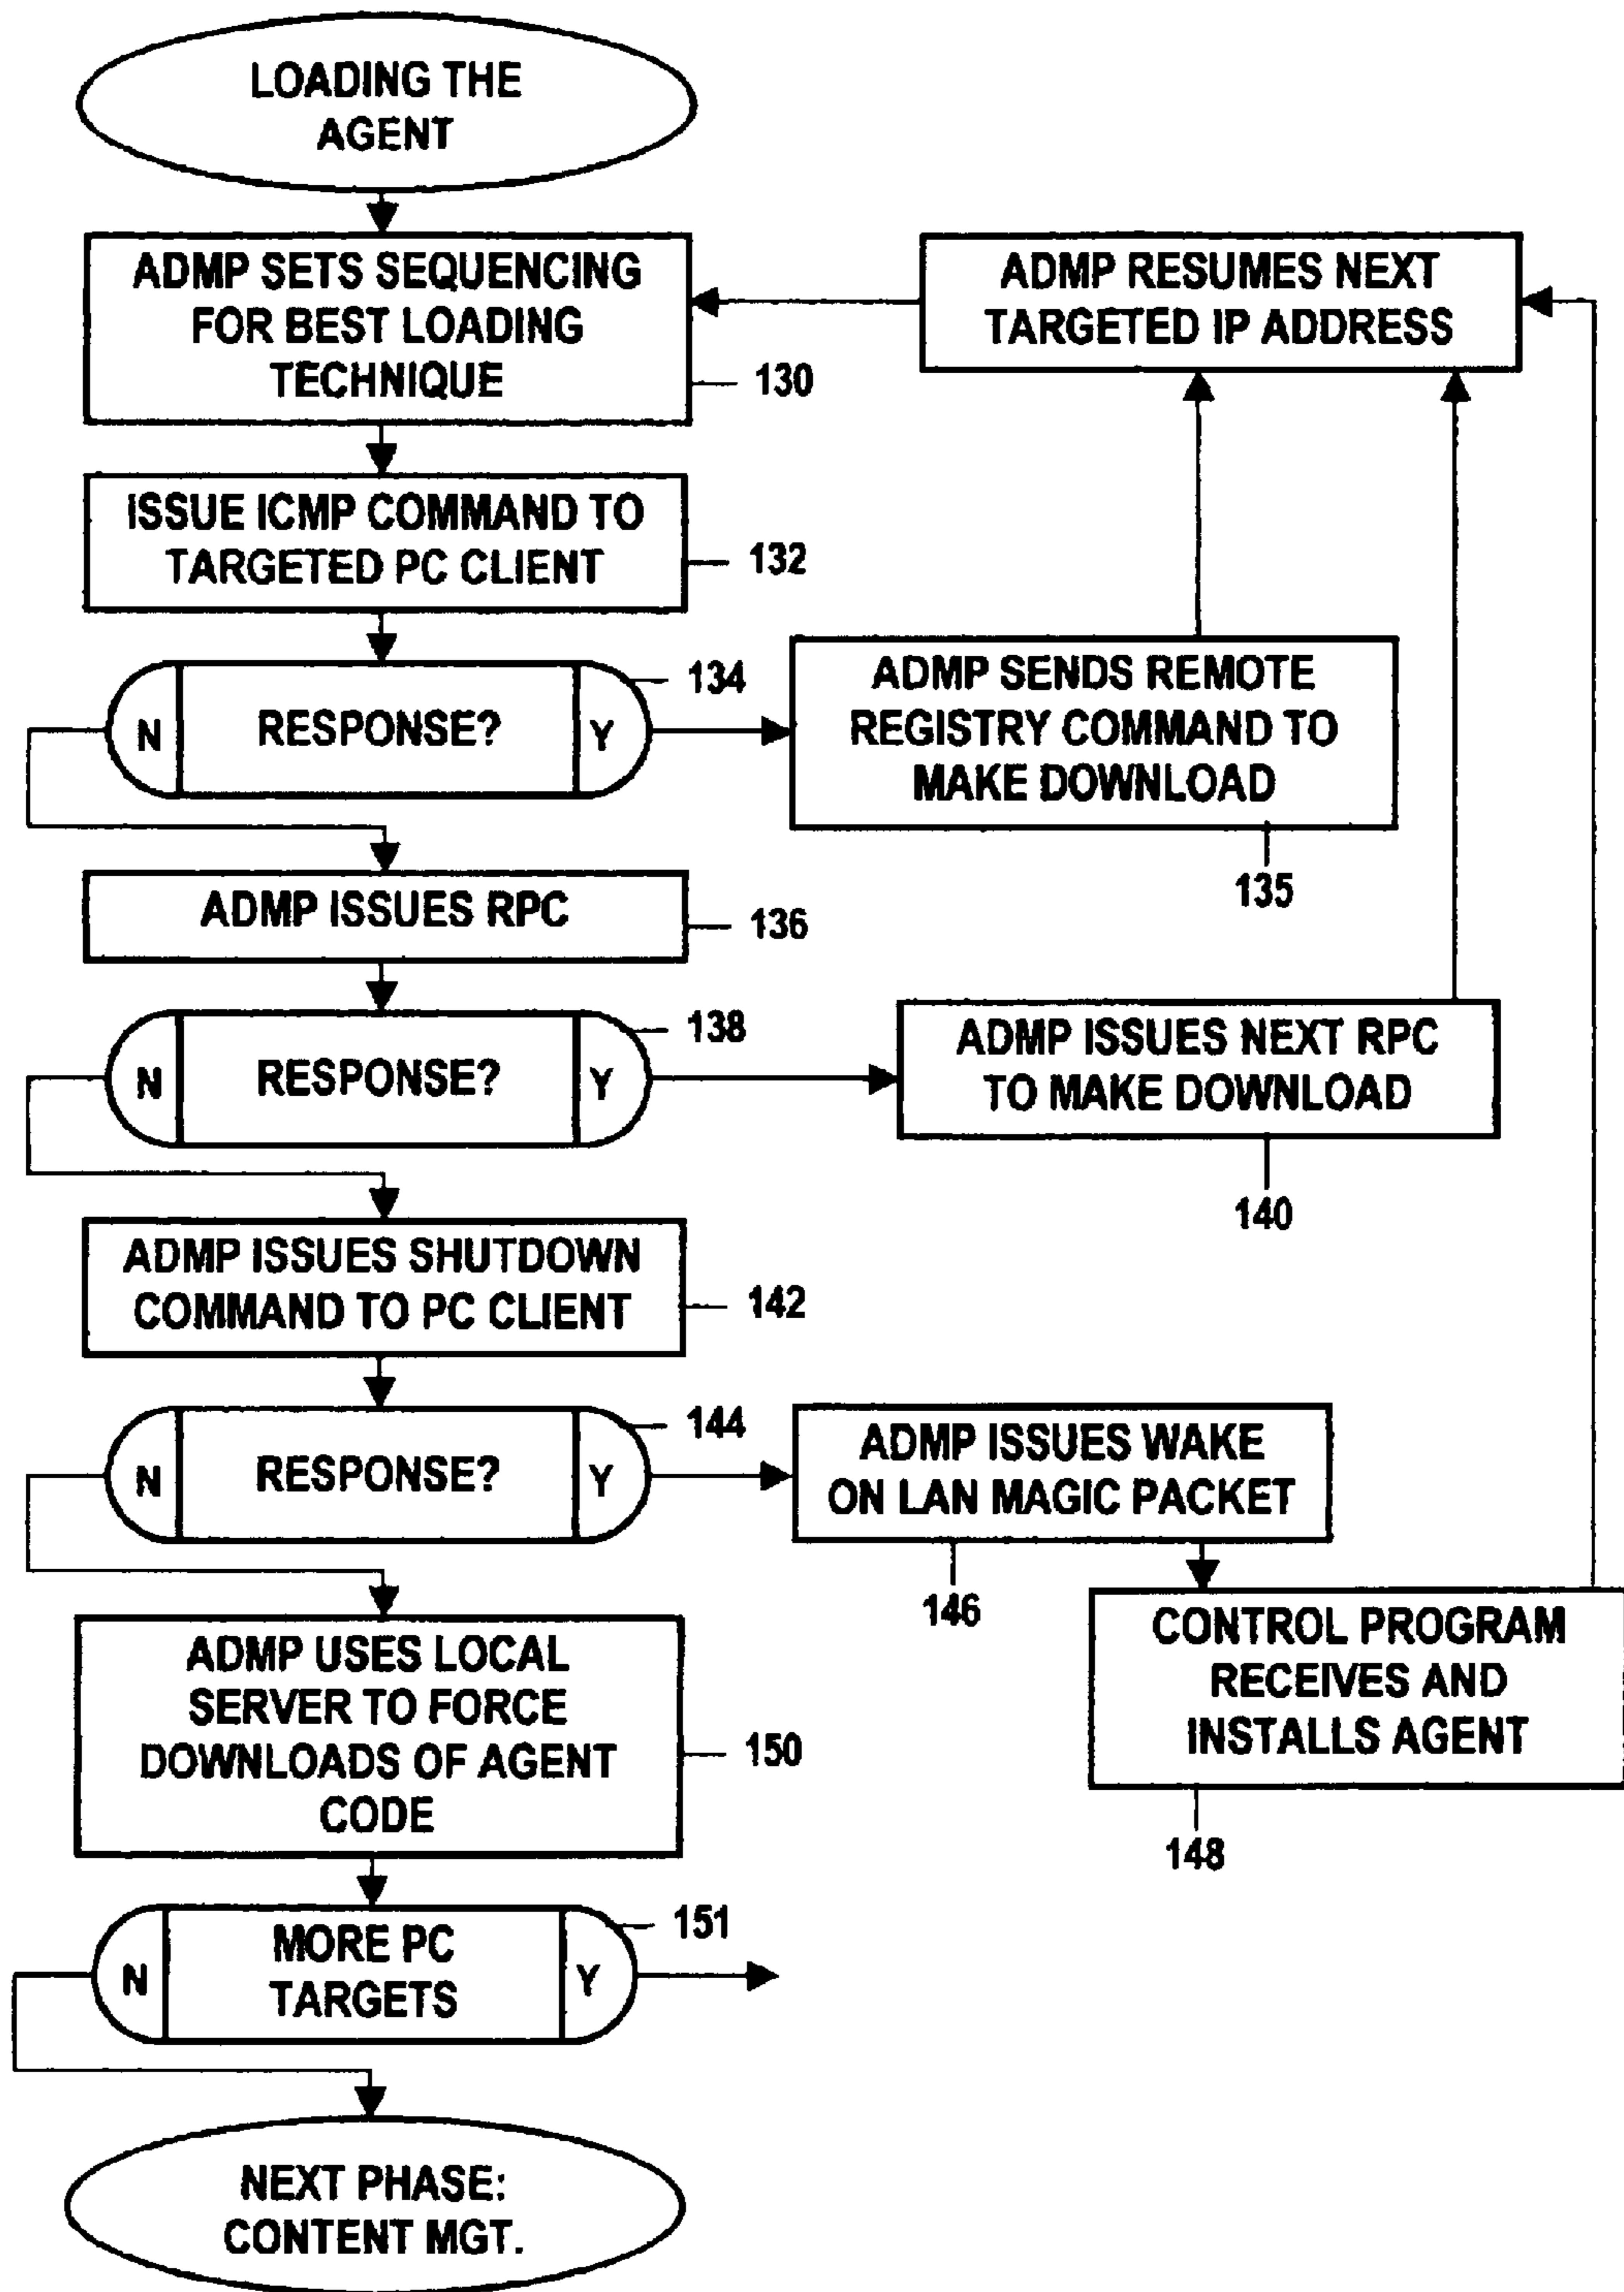 LOADING THE
AGENT
ADMP SETS SEQUENCING
FOR BEST LOADING
TECHNIQUE
130
ADMP RESUMES NEXT
TARGETED IP ADDRESS
ISSUE ICMP COMMAND TO
TARGETED PC CLIENT
132
N
RESPONSE?
Y
134
ADMP SENDS REMOTE
REGISTRY COMMAND TO
MAKE DOWNLOAD
135
ADMP ISSUES RPC
136
N
RESPONSE?
Y
138
ADMP ISSUES NEXT RPC
TO MAKE DOWNLOAD
140
ADMP ISSUES SHUTDOWN
COMMAND TO PC CLIENT
142
N
RESPONSE?
Y
144
ADMP ISSUES WAKE
ON LAN MAGIC PACKET
146
CONTROL PROGRAM
RECEIVES AND
INSTALLS AGENT
148
ADMP USES LOCAL
SERVER TO FORCE
DOWNLOADS OF AGENT
CODE
150
N
MORE PC
TARGETS
Y
151
NEXT PHASE:
CONTENT MGT.